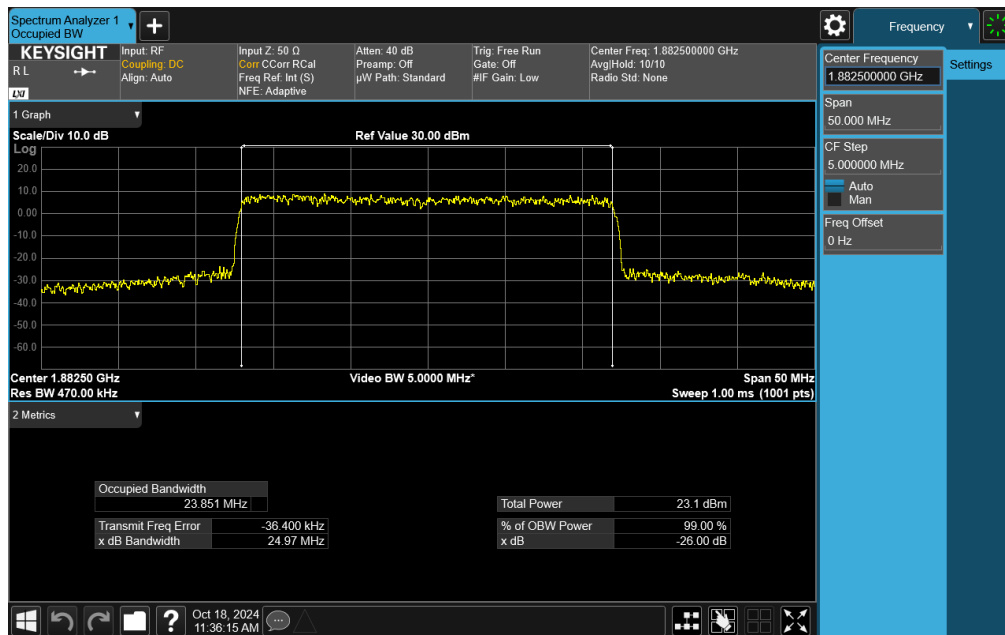 Spectrum Analyzer 1
Occupied BW
Frequency
KEYSIGHT
R L
LXI
Input: RF
Coupling: DC
Align: Auto
Input Z: 50 Ω
Corr CCorr RCal
Freq Ref: Int (S)
NFE: Adaptive
Atten: 40 dB
Preamp: Off
µW Path: Standard
Trig: Free Run
Gate: Off
#IF Gain: Low
Center Freq: 1.882500000 GHz
Avg|Hold: 10/10
Radio Std: None
Center Frequency
1.882500000 GHz
Settings
Span
50.000 MHz
CF Step
5.000000 MHz
Auto
Man
Freq Offset
0 Hz
1 Graph
Scale/Div 10.0 dB
Ref Value 30.00 dBm
Log
20.0
10.0
0.00
-10.0
-20.0
-30.0
-40.0
-50.0
-60.0
Center 1.88250 GHz
Video BW 5.0000 MHz*
Span 50 MHz
Res BW 470.00 kHz
Sweep 1.00 ms (1001 pts)
2 Metrics
Occupied Bandwidth
23.851 MHz
Total Power 23.1 dBm
Transmit Freq Error -36.400 kHz
% of OBW Power 99.00 %
x dB Bandwidth 24.97 MHz
x dB -26.00 dB
?
Oct 18, 2024
11:36:15 AM